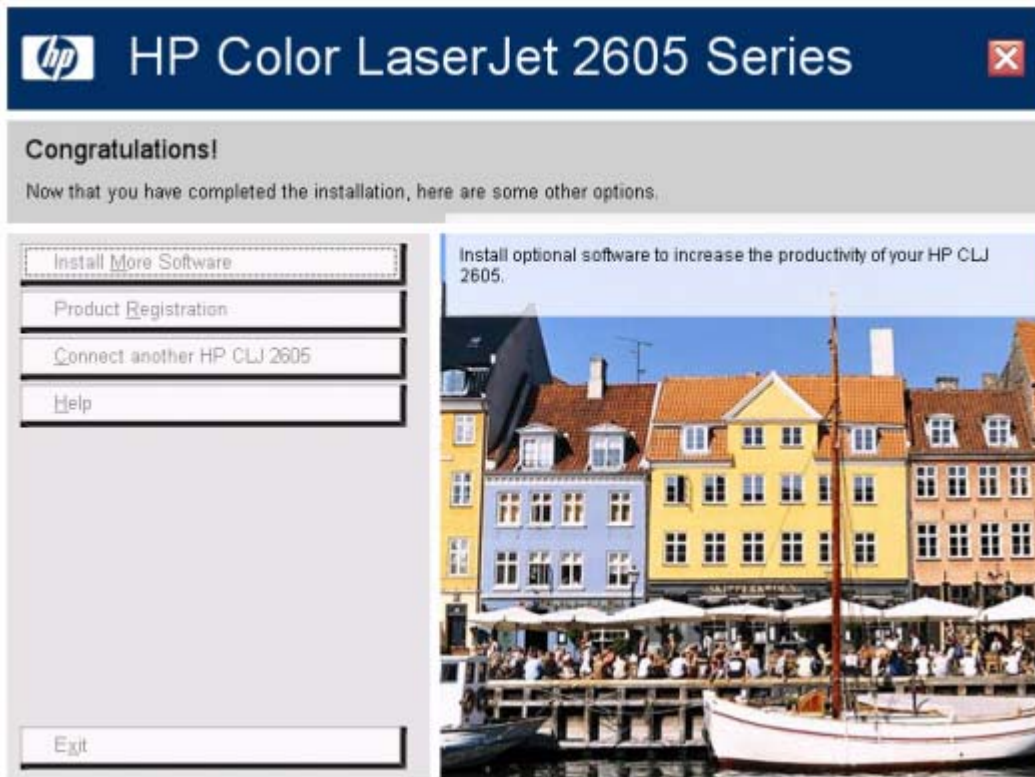 hp HP Color LaserJet 2605 Series
Congratulations!
Now that you have completed the installation, here are some other options.
Install More Software
Product Registration
Connect another HP CLJ 2605
Help
Exit
Install optional software to increase the productivity of your HP CLJ
2605.